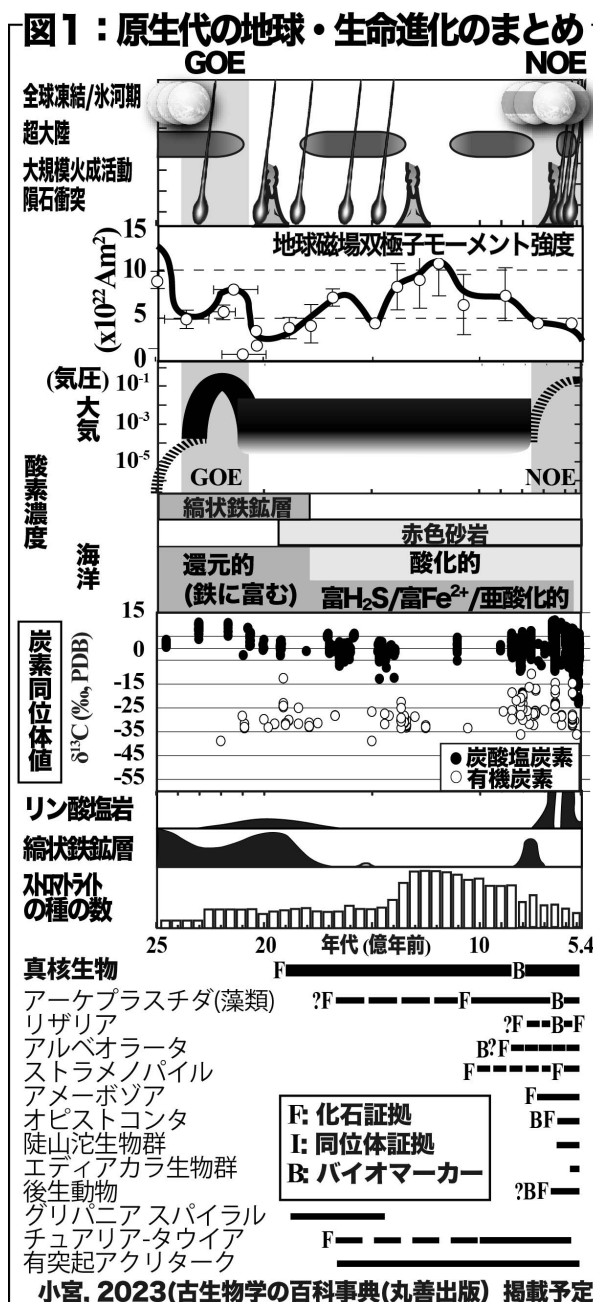 図1：原生代の地球・生命進化のまとめ
GOE
NOE
全球凍結/氷河期
超大陸
大規模火成活動
隕石衝突
15
10
5
0
(x10²²Am²)
地球磁場双極子モーメント強度
酸素濃度
(気圧)
大気
10⁻¹
10⁻³
10⁻⁵
GOE
NOE
縞状鉄鉱層
赤色砂岩
海洋
還元的
(鉄に富む)
酸化的
富H₂S/富Fe²⁺/亜酸化的
炭素同位体値
δ¹³C (‰, PDB)
15
0
-15
-25
-35
-45
-55
● 炭酸塩炭素
○ 有機炭素
リン酸塩岩
縞状鉄鉱層
ストロマトライト
の種の数
25 20 年代 (億年前) 10 5.4
真核生物 F B
アーケプラスチダ(藻類) ?F F B
リザリア ?F B F
アルベオラータ B?F
ストラメノパイル F F
アメーボゾア F
オピストコンタ BF
陡山沱生物群
エディアカラ生物群
後生動物 ?BF
グリパニア スパイラル
チュアリア-タウイア F
有突起アクリターク
F: 化石証拠
I: 同位体証拠
B: バイオマーカー
小宮, 2023(古生物学の百科事典(丸善出版) 掲載予定